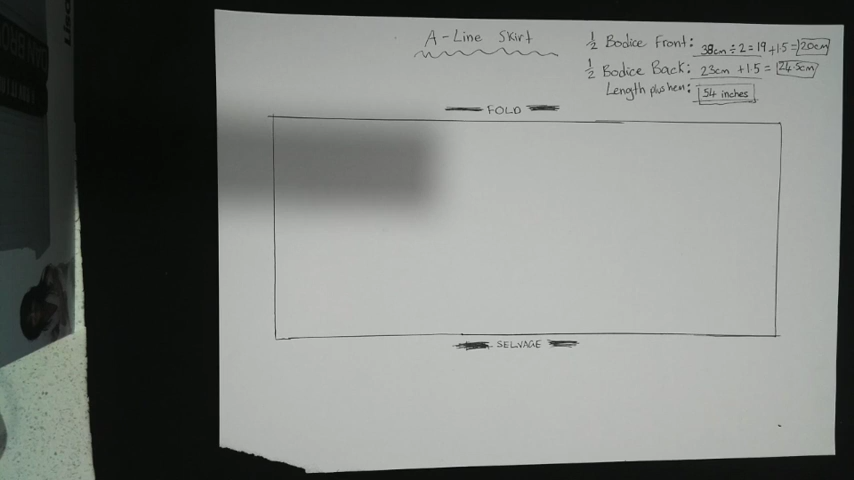 A-Line Skirt
½ Bodice Front: 38cm ÷ 2 = 19 + 1.5 = 20cm
½ Bodice Back: 23cm + 1.5 = 24.5cm
Length plus hem: 54 inches
FOLD
SELVAGE